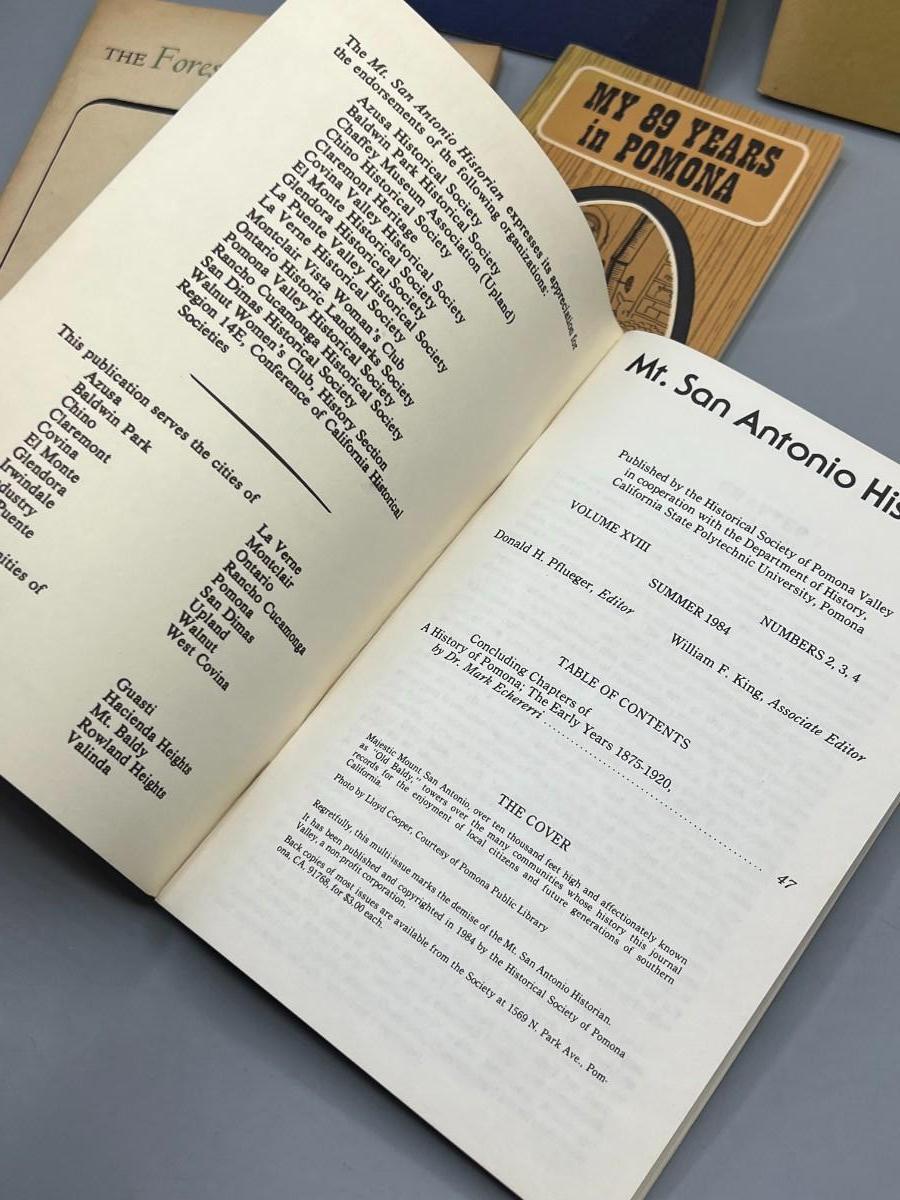 THE Fores
MY 89 YEARS
in POMONA
The Mt. San Antonio Historian expresses its appreciation for
the endorsements of the following organizations:
Azusa Historical Society
Baldwin Park Historical Society
Chaffey Museum Association (Upland)
Chino Historical Society
Claremont Heritage
Covina Valley Historical Society
El Monte Historical Society
Glendora Historical Society
La Puente Valley Historical Society
La Verne Historical Society
Montclair Vista Woman's Club
Ontario Historic Landmarks Society
Pomona Valley Historical Society
Rancho Cucamonga Historical Society
San Dimas Historical Society
Walnut Women's Club, History Section
Region 14E, Conference of California Historical
Societies
This publication serves the cities of
Azusa
Baldwin Park
Chino
Claremont
Covina
El Monte
Glendora
Irwindale
dustry
Puente
La Verne
Montclair
Ontario
Rancho Cucamonga
Pomona
San Dimas
Upland
Walnut
West Covina
nities of
Guasti
Hacienda Heights
Mt. Baldy
Rowland Heights
Valinda
Mt. San Antonio His
Published by the Historical Society of Pomona Valley
in cooperation with the Department of History,
California State Polytechnic University, Pomona
VOLUME XVIII SUMMER 1984 NUMBERS 2, 3, 4
Donald H. Pflueger, Editor William F. King, Associate Editor
TABLE OF CONTENTS
Concluding Chapters of
A History of Pomona; The Early Years 1875-1920,
by Dr. Mark Echererri .......... 47
THE COVER
Majestic Mount San Antonio, over ten thousand feet high and affectionately known
as "Old Baldy," towers over the many communities whose history this journal
records for the enjoyment of local citizens and future generations of southern
California.
Photo by Lloyd Cooper, Courtesy of Pomona Public Library
Regretfully, this multi-issue marks the demise of the Mt. San Antonio Historian.
It has been published and copyrighted in 1984 by the Historical Society of Pomona
Valley, a non-profit corporation.
Back copies of most issues are available from the Society at 1569 N. Park Ave., Pom-
ona, CA. 91768, for $3.00 each.